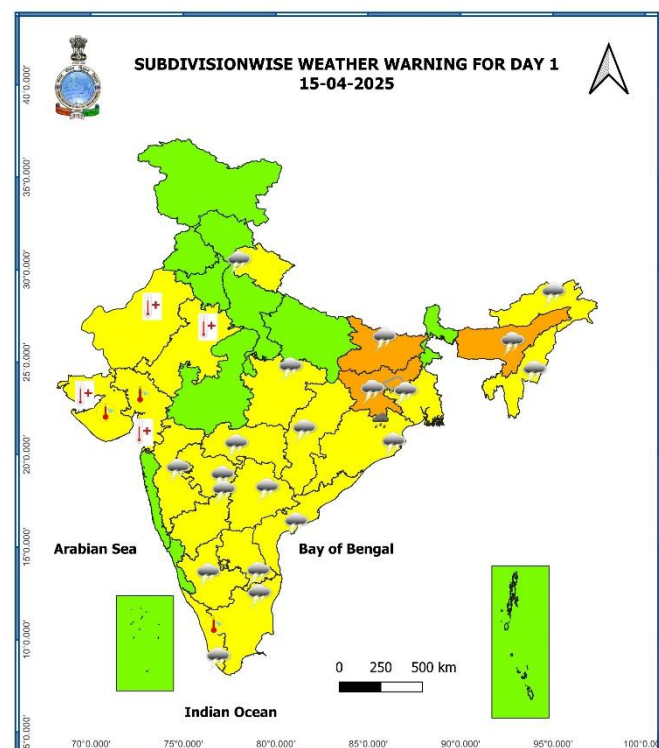 SUBDIVISIONWISE WEATHER WARNING FOR DAY 1
15-04-2025
40°0.000'
35°0.000'
30°0.000'
25°0.000'
20°0.000'
15°0.000'
10°0.000'
5°0.000'
Arabian Sea
Bay of Bengal
0 250 500 km
Indian Ocean
70°0.000' 75°0.000' 80°0.000' 85°0.000' 90°0.000' 95°0.000' 100°0.0